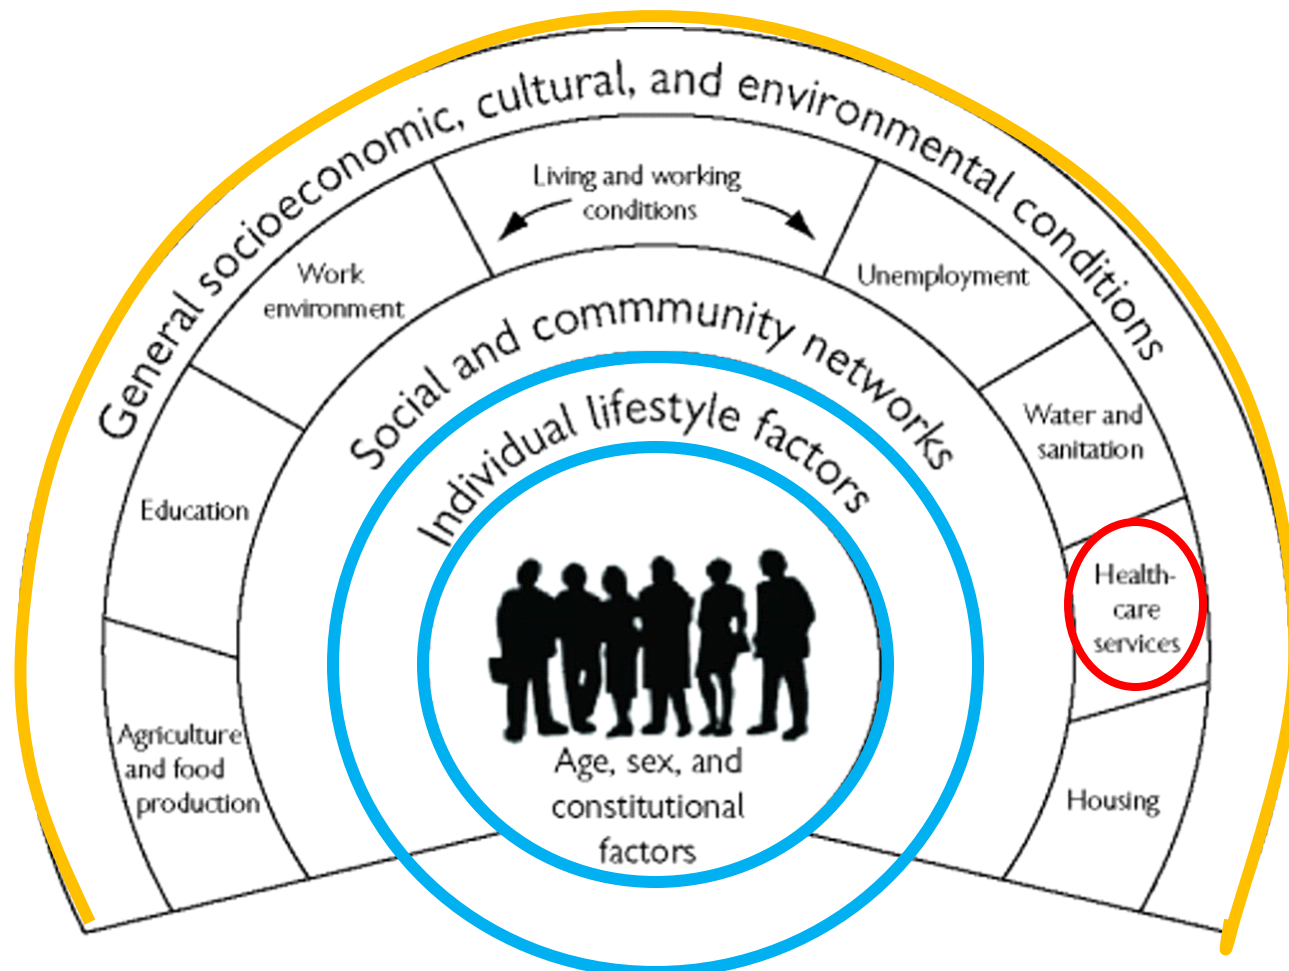 General socioeconomic, cultural, and environmental conditions
Living and working
conditions
Work
environment
Unemployment
Social and commmunity networks
Individual lifestyle factors
Water and
sanitation
Education
Health-
care
services
Agriculture
and food
production
Housing
Age, sex, and
constitutional
factors